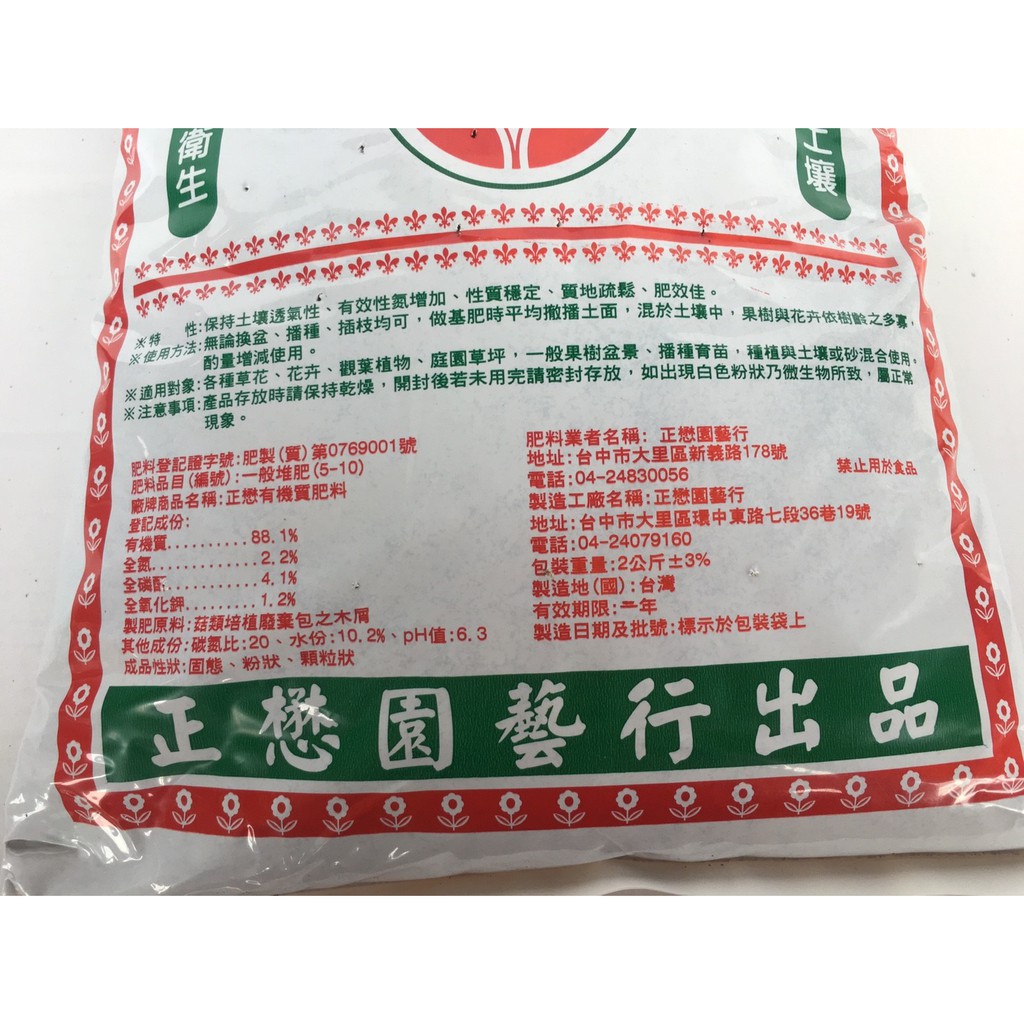 衛生
土壤
※特　性:保持土壤透氣性、有效性氮增加、性質穩定、質地疏鬆、肥效佳。
※使用方法:無論換盆、播種、插枝均可，做基肥時平均撤播土面，混於土壤中，果樹與花卉依樹齡之多寡，
酌量增減使用。
※適用對象:各種草花、花卉、觀葉植物、庭園草坪，一般果樹盆景、播種育苗，種植與土壤或砂混合使用。
※注意事項:產品存放時請保持乾燥，開封後若未用完請密封存放，如出現白色粉狀乃微生物所致，屬正常
現象。
肥料登記證字號:肥製(質)第0769001號
肥料品目(編號):一般堆肥(5-10)
廠牌商品名稱:正懋有機質肥料
登記成份:
有機質..........88.1%
全氮............2.2%
全磷酐..........4.1%
全氧化鉀........1.2%
製肥原料:菇類培植廢棄包之木屑
其他成份:碳氮比:20、水份:10.2%、pH值:6.3
成品性狀:固態、粉狀、顆粒狀
肥料業者名稱: 正懋園藝行
地址:台中市大里區新義路178號
電話:04-24830056
製造工廠名稱:正懋園藝行
地址:台中市大里區環中東路七段36巷19號
電話:04-24079160
包裝重量:2公斤±3%
製造地(國):台灣
有效期限:二年
製造日期及批號:標示於包裝袋上
禁止用於食品
正懋園藝行出品